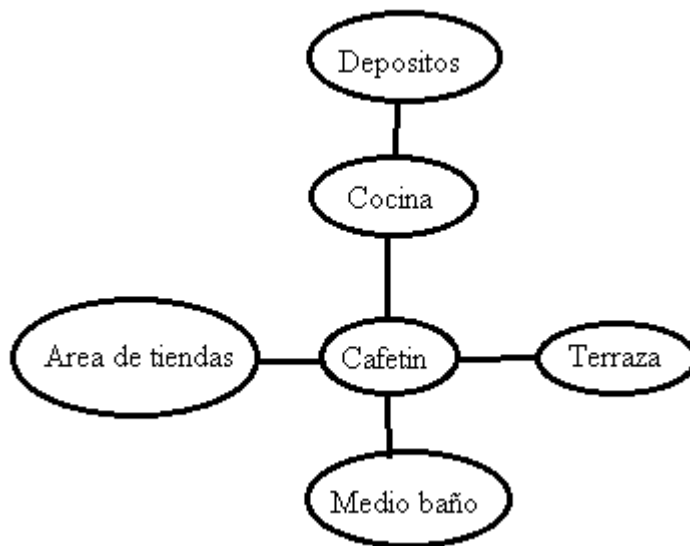 Depositos
Cocina
Area de tiendas
Cafetin
Terraza
Medio baño